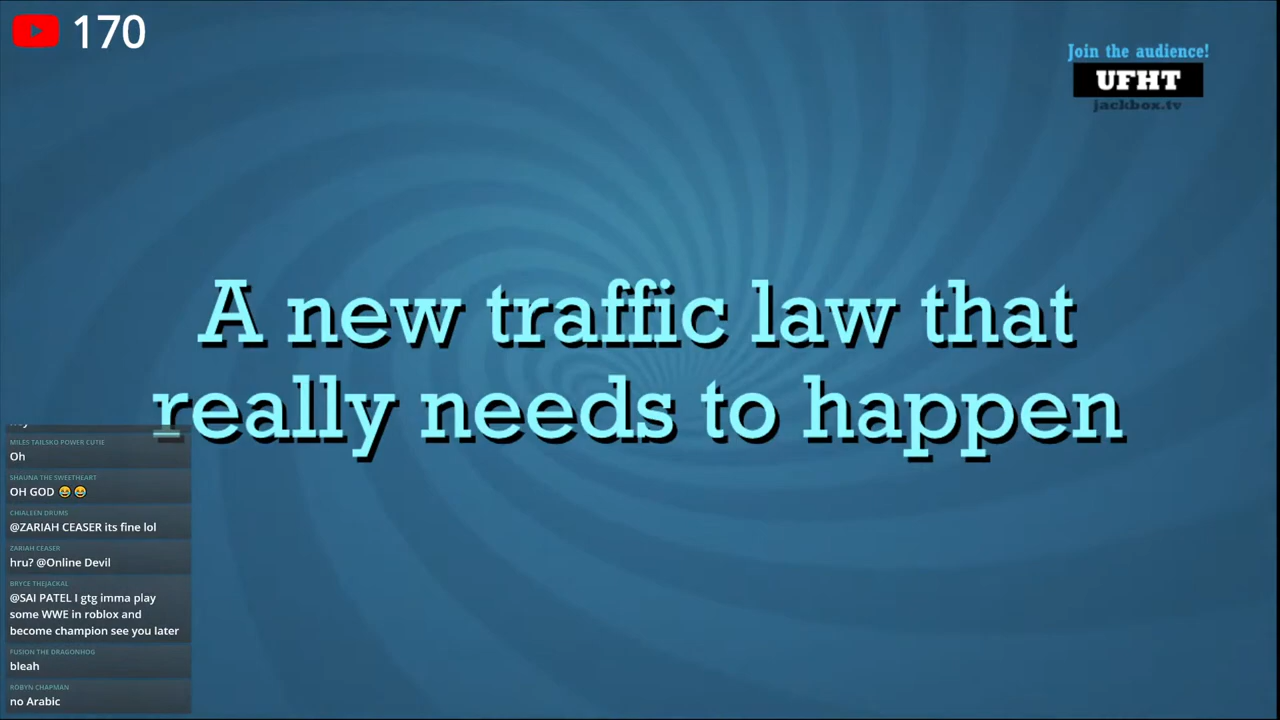 170
Join the audience!
UFHT
jackbox.tv
A new traffic law that
really needs to happen
MILES TAILSKO POWER CUTIE
Oh
SHAUNA THE SWEETHEART
OH GOD 😂 😂
CHIALEEN DRUMS
@ZARIAH CEASER its fine lol
ZARIAH CEASER
hru? @Online Devil
BRYCE THEJACKAL
@SAI PATEL I gtg imma play
some WWE in roblox and
become champion see you later
FUSION THE DRAGONHOG
bleah
ROBYN CHAPMAN
no Arabic